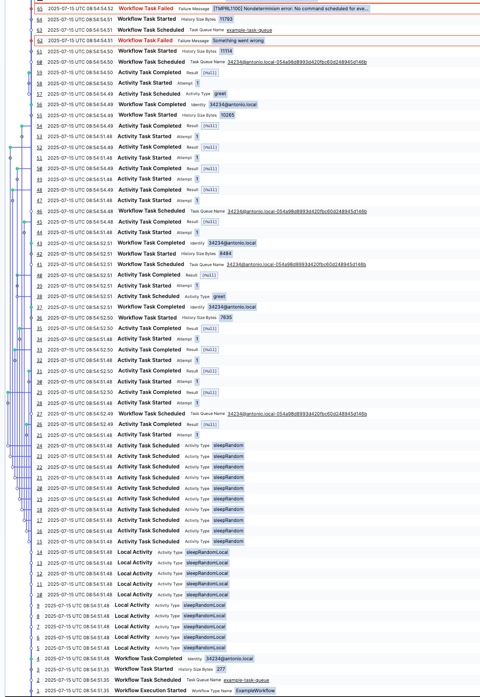 65 2025-07-15 UTC 08:54:54.52 Workflow Task Failed Failure Message [TMPRL1100] Nondeterminism error: No command scheduled for eve...
64 2025-07-15 UTC 08:54:54.51 Workflow Task Started History Size Bytes 11793
63 2025-07-15 UTC 08:54:54.51 Workflow Task Scheduled Task Queue Name example-task-queue
62 2025-07-15 UTC 08:54:54.51 Workflow Task Failed Failure Message Something went wrong
61 2025-07-15 UTC 08:54:54.50 Workflow Task Started History Size Bytes 11114
60 2025-07-15 UTC 08:54:54.50 Workflow Task Scheduled Task Queue Name
59 2025-07-15 UTC 08:54:54.50 Activity Task Completed Result [null]
58 2025-07-15 UTC 08:54:54.50 Activity Task Started Attempt 1
57 2025-07-15 UTC 08:54:54.49 Activity Task Scheduled Activity Type greet
56 2025-07-15 UTC 08:54:54.49 Workflow Task Completed Identity 34234@antonio.local
55 2025-07-15 UTC 08:54:54.49 Workflow Task Started History Size Bytes 10265
54 2025-07-15 UTC 08:54:54.49 Activity Task Completed Result [null]
53 2025-07-15 UTC 08:54:51.48 Activity Task Started Attempt 1
52 2025-07-15 UTC 08:54:54.49 Activity Task Completed Result [null]
51 2025-07-15 UTC 08:54:51.48 Activity Task Started Attempt 1
50 2025-07-15 UTC 08:54:54.49 Activity Task Completed Result [null]
49 2025-07-15 UTC 08:54:51.48 Activity Task Started Attempt 1
48 2025-07-15 UTC 08:54:54.49 Activity Task Completed Result [null]
47 2025-07-15 UTC 08:54:51.48 Activity Task Started Attempt 1
46 2025-07-15 UTC 08:54:54.48 Workflow Task Scheduled Task Queue Name
45 2025-07-15 UTC 08:54:54.48 Activity Task Completed Result [null]
44 2025-07-15 UTC 08:54:51.48 Activity Task Started Attempt 1
43 2025-07-15 UTC 08:54:52.51 Workflow Task Completed Identity 34234@antonio.local
42 2025-07-15 UTC 08:54:52.51 Workflow Task Started History Size Bytes 8484
41 2025-07-15 UTC 08:54:52.51 Workflow Task Scheduled Task Queue Name
40 2025-07-15 UTC 08:54:52.51 Activity Task Completed Result [null]
39 2025-07-15 UTC 08:54:52.51 Activity Task Started Attempt 1
38 2025-07-15 UTC 08:54:52.51 Activity Task Scheduled Activity Type greet
37 2025-07-15 UTC 08:54:52.50 Workflow Task Completed Identity 34234@antonio.local
36 2025-07-15 UTC 08:54:52.50 Workflow Task Started History Size Bytes 7635
35 2025-07-15 UTC 08:54:52.50 Activity Task Completed Result [null]
34 2025-07-15 UTC 08:54:51.48 Activity Task Started Attempt 1
33 2025-07-15 UTC 08:54:52.50 Activity Task Completed Result [null]
32 2025-07-15 UTC 08:54:51.48 Activity Task Started Attempt 1
31 2025-07-15 UTC 08:54:52.50 Activity Task Completed Result [null]
30 2025-07-15 UTC 08:54:51.48 Activity Task Started Attempt 1
29 2025-07-15 UTC 08:54:52.50 Activity Task Completed Result [null]
28 2025-07-15 UTC 08:54:51.48 Activity Task Started Attempt 1
27 2025-07-15 UTC 08:54:52.49 Workflow Task Scheduled Task Queue Name
26 2025-07-15 UTC 08:54:52.49 Activity Task Completed Result [null]
25 2025-07-15 UTC 08:54:51.48 Activity Task Started Attempt 1
24 2025-07-15 UTC 08:54:51.48 Activity Task Scheduled Activity Type sleepRandom
23 2025-07-15 UTC 08:54:51.48 Activity Task Scheduled Activity Type sleepRandom
22 2025-07-15 UTC 08:54:51.48 Activity Task Scheduled Activity Type sleepRandom
21 2025-07-15 UTC 08:54:51.48 Activity Task Scheduled Activity Type sleepRandom
20 2025-07-15 UTC 08:54:51.48 Activity Task Scheduled Activity Type sleepRandom
19 2025-07-15 UTC 08:54:51.48 Activity Task Scheduled Activity Type sleepRandom
18 2025-07-15 UTC 08:54:51.48 Activity Task Scheduled Activity Type sleepRandom
17 2025-07-15 UTC 08:54:51.48 Activity Task Scheduled Activity Type sleepRandom
16 2025-07-15 UTC 08:54:51.48 Activity Task Scheduled Activity Type sleepRandom
15 2025-07-15 UTC 08:54:51.48 Activity Task Scheduled Activity Type sleepRandom
14 2025-07-15 UTC 08:54:51.48 Local Activity Activity Type sleepRandomLocal
13 2025-07-15 UTC 08:54:51.48 Local Activity Activity Type sleepRandomLocal
12 2025-07-15 UTC 08:54:51.48 Local Activity Activity Type sleepRandomLocal
11 2025-07-15 UTC 08:54:51.48 Local Activity Activity Type sleepRandomLocal
10 2025-07-15 UTC 08:54:51.48 Local Activity Activity Type sleepRandomLocal
9 2025-07-15 UTC 08:54:51.48 Local Activity Activity Type sleepRandomLocal
8 2025-07-15 UTC 08:54:51.48 Local Activity Activity Type sleepRandomLocal
7 2025-07-15 UTC 08:54:51.48 Local Activity Activity Type sleepRandomLocal
6 2025-07-15 UTC 08:54:51.48 Local Activity Activity Type sleepRandomLocal
5 2025-07-15 UTC 08:54:51.48 Local Activity Activity Type sleepRandomLocal
4 2025-07-15 UTC 08:54:51.48 Workflow Task Completed Identity 34234@antonio.local
3 2025-07-15 UTC 08:54:51.35 Workflow Task Started History Size Bytes 277
2 2025-07-15 UTC 08:54:51.35 Workflow Task Scheduled Task Queue Name example-task-queue
1 2025-07-15 UTC 08:54:51.35 Workflow Execution Started Workflow Type Name ExampleWorkflow